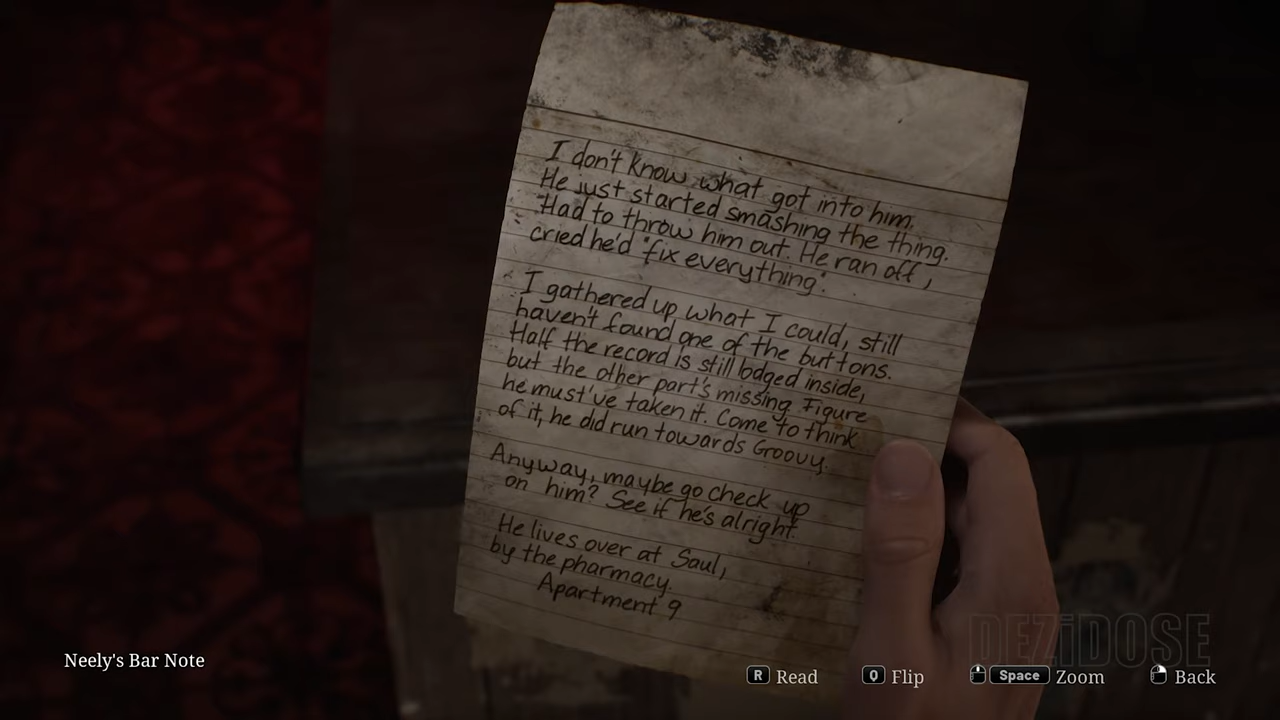 I don't know what got into him.
He just started smashing the thing.
Had to throw him out. He ran off,
cried he'd "fix everything".
I gathered up what I could, still
haven't found one of the buttons.
Half the record is still lodged inside,
but the other part's missing. Figure
he must've taken it. Come to think
of it, he did run towards Groovy.
Anyway, maybe go check up
on him? See if he's alright.
He lives over at Saul,
by the pharmacy.
Apartment 9
DEZiDOSE
Neely's Bar Note
R Read Q Flip Space Zoom Back